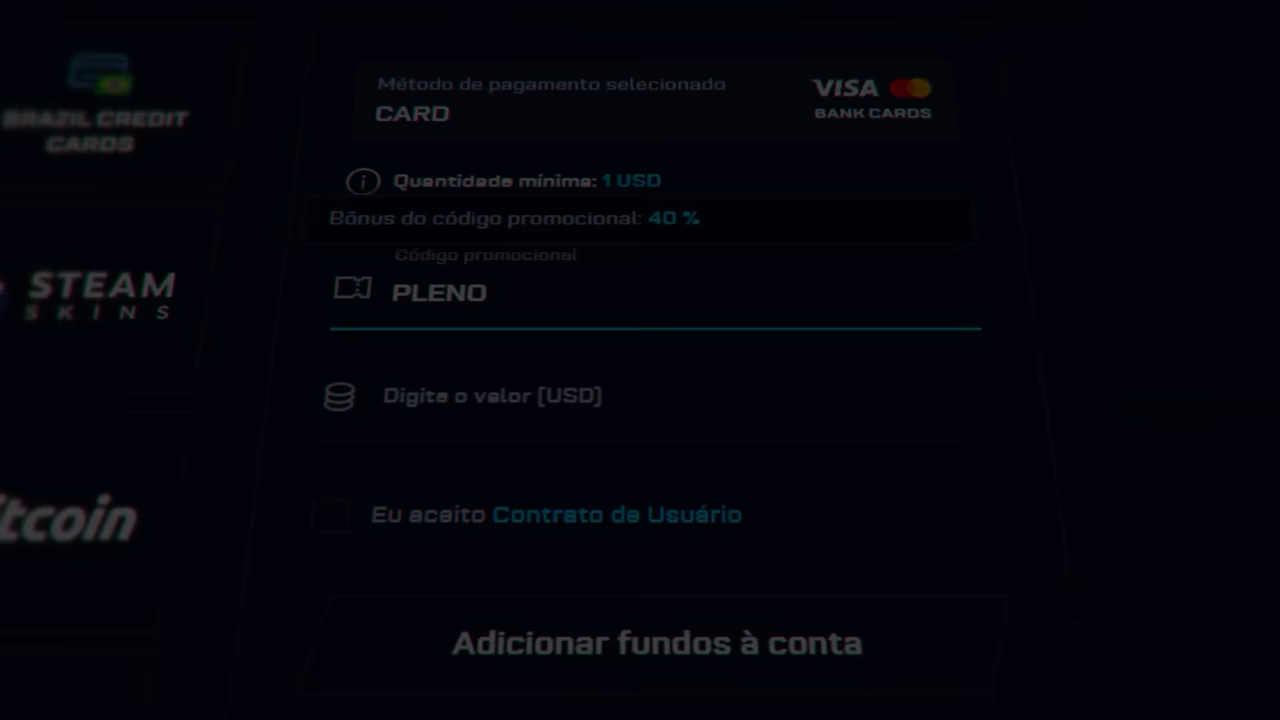 BRAZIL CREDIT
CARDS
STEAM
SKINS
itcoin
Método de pagamento selecionado
CARD
VISA
BANK CARDS
Quantidade mínima: 1 USD
Bônus do código promocional: 40 %
Código promocional
PLENO
Digite o valor (USD)
Eu aceito Contrato de Usuário
Adicionar fundos à conta